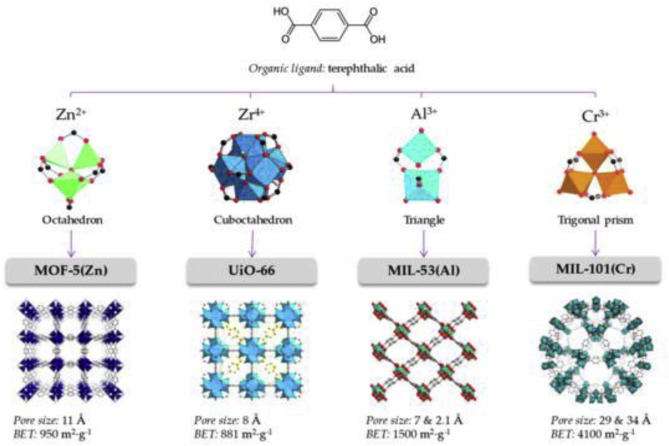 HO
O
O
OH
Organic ligand: terephthalic acid
Zn²⁺
Zr⁴⁺
Al³⁺
Cr³⁺
Octahedron
Cuboctahedron
Triangle
Trigonal prism
MOF-5(Zn)
UiO-66
MIL-53(Al)
MIL-101(Cr)
Pore size: 11 Å
BET: 950 m²·g⁻¹
Pore size: 8 Å
BET: 881 m²·g⁻¹
Pore size: 7 & 2.1 Å
BET: 1500 m²·g⁻¹
Pore size: 29 & 34 Å
BET: 4100 m²·g⁻¹